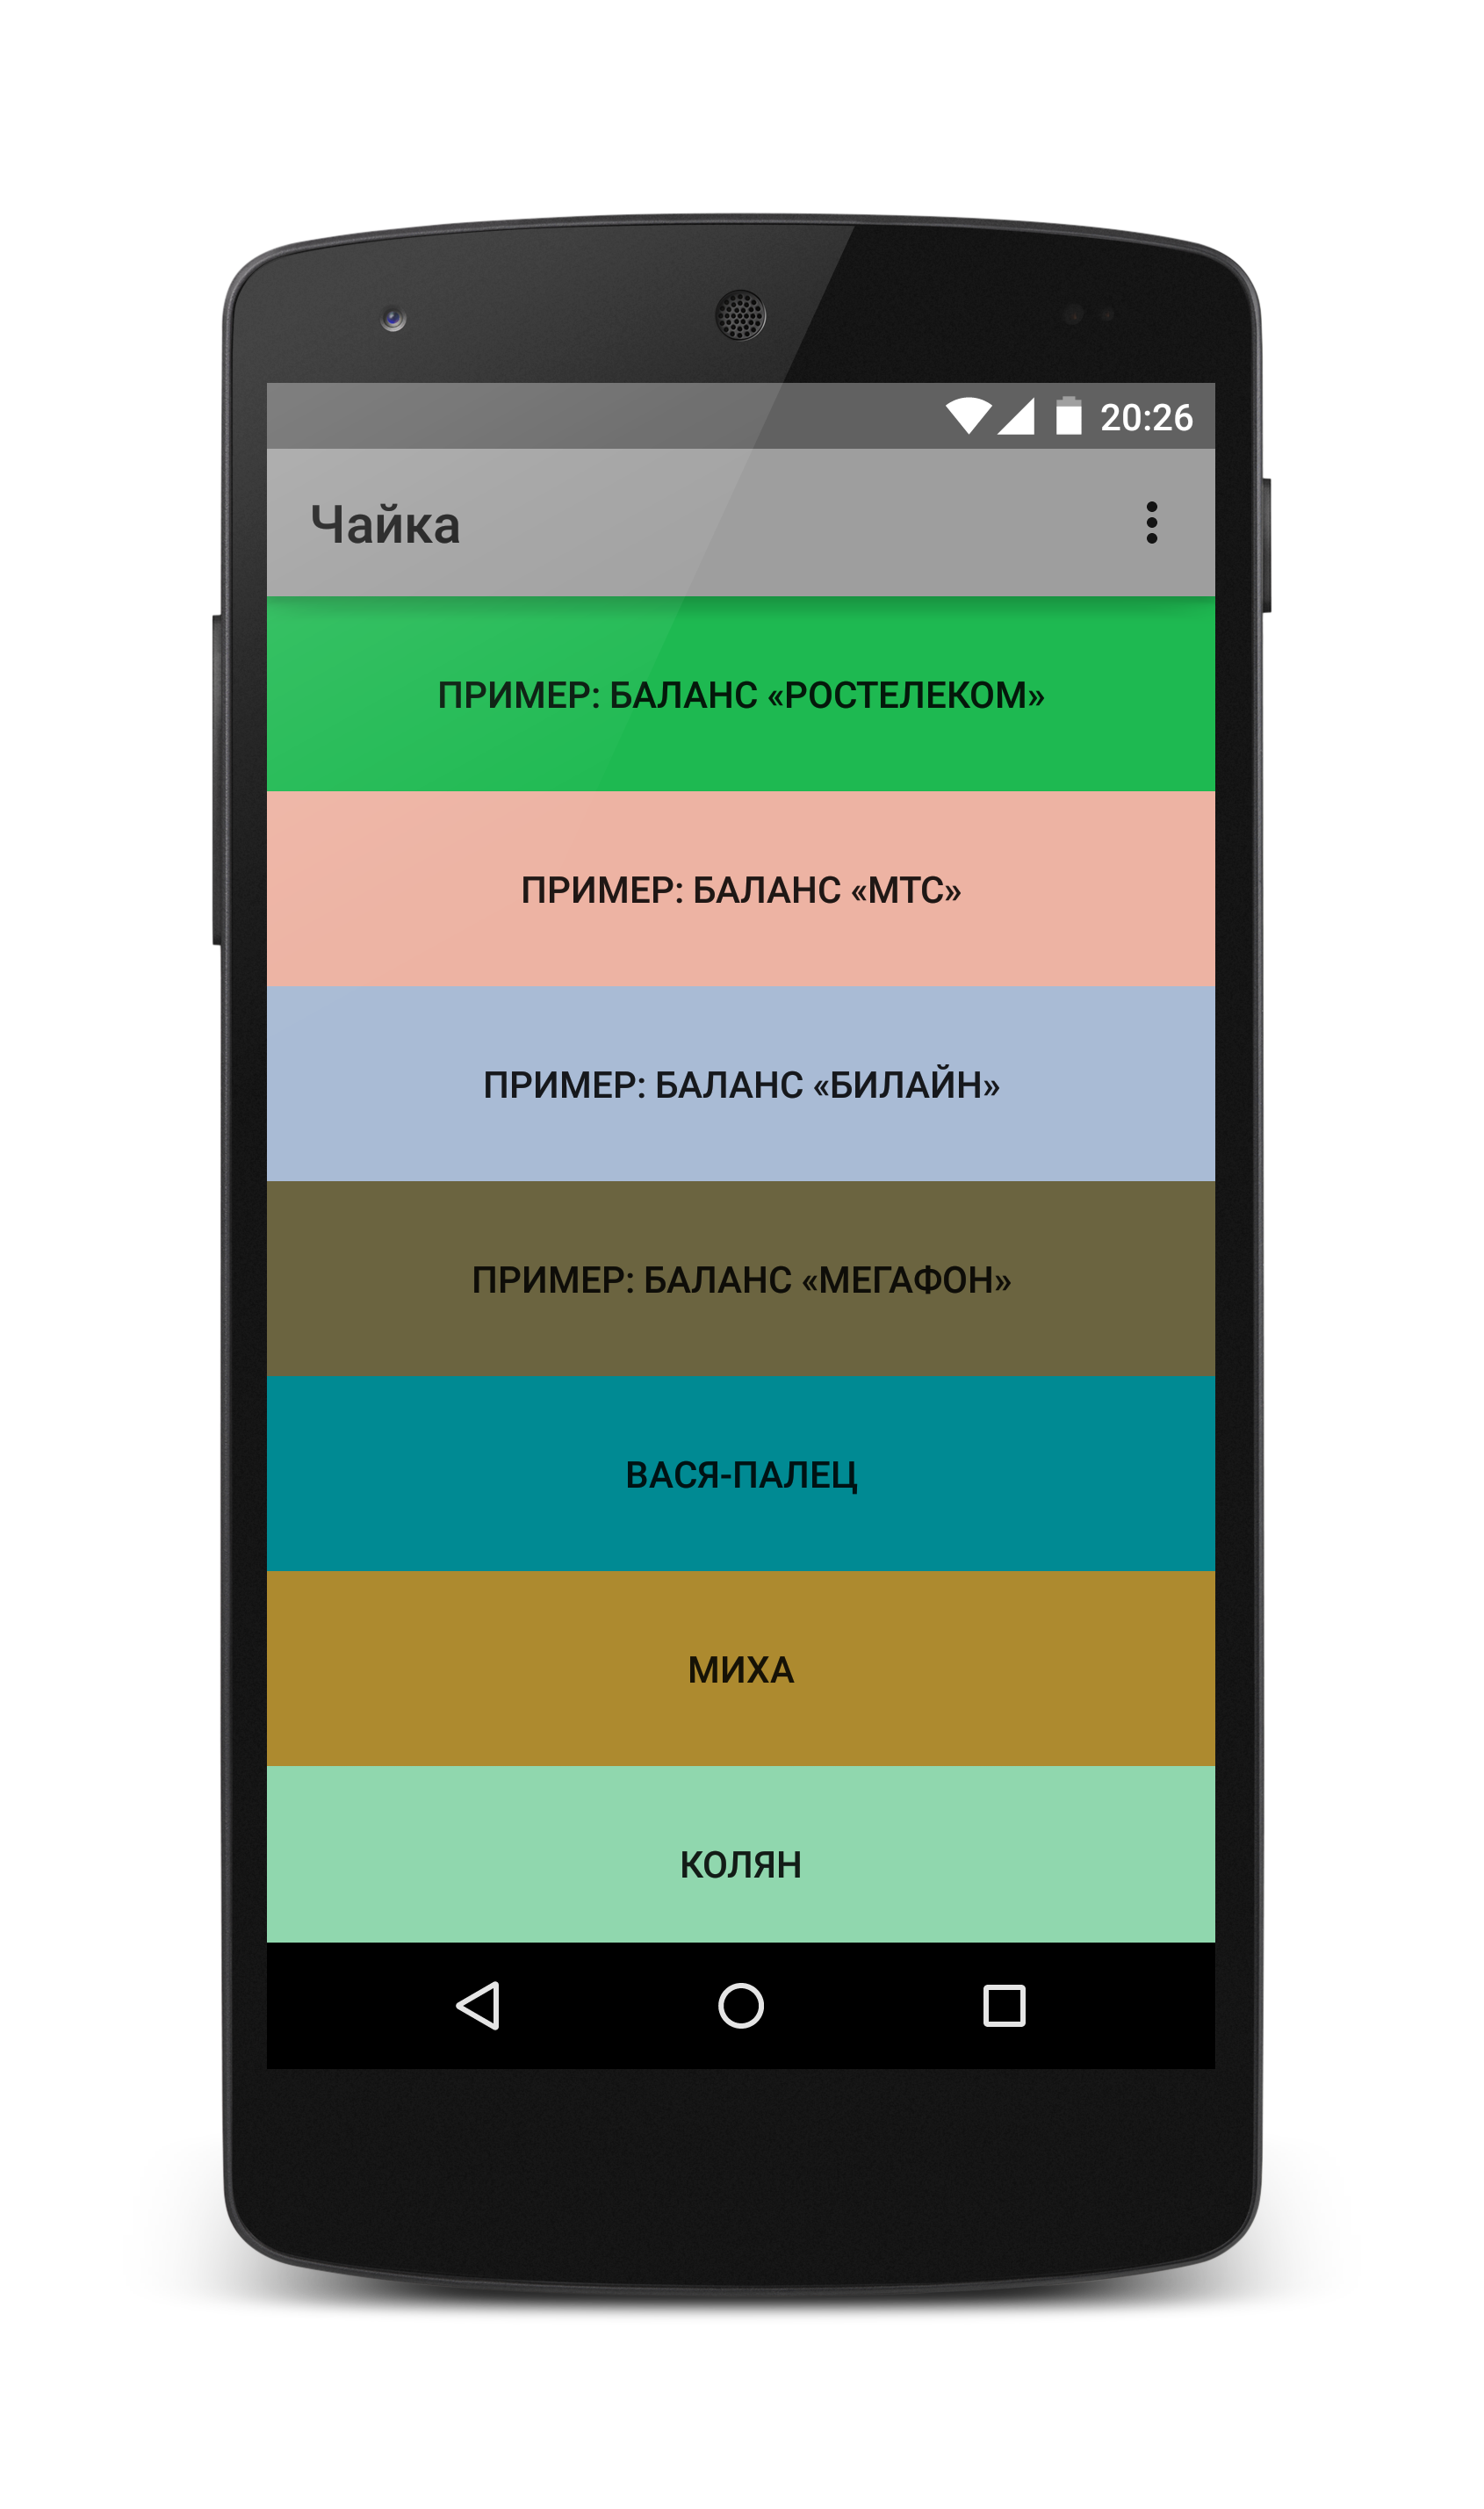 20:26
Чайка
ПРИМЕР: БАЛАНС «РОСТЕЛЕКОМ»
ПРИМЕР: БАЛАНС «МТС»
ПРИМЕР: БАЛАНС «БИЛАЙН»
ПРИМЕР: БАЛАНС «МЕГАФОН»
ВАСЯ-ПАЛЕЦ
МИХА
КОЛЯН